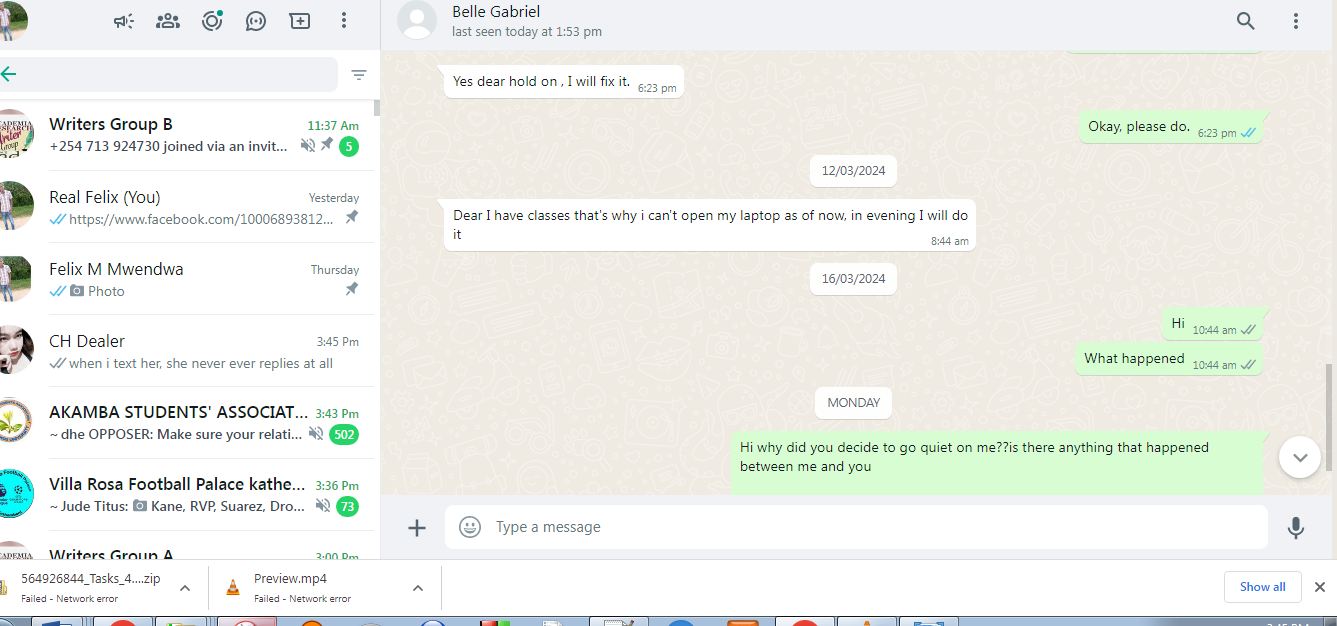 Belle Gabriel
last seen today at 1:53 pm
Writers Group B
11:37 Am
+254 713 924730 joined via an invit...
5
Real Felix (You)
Yesterday
https://www.facebook.com/10006893812...
Felix M Mwendwa
Thursday
Photo
CH Dealer
3:45 Pm
when i text her, she never ever replies at all
AKAMBA STUDENTS' ASSOCIAT...
3:43 Pm
~ dhe OPPOSER: Make sure your relati...
502
Villa Rosa Football Palace kathe...
3:36 Pm
~ Jude Titus: Kane, RVP, Suarez, Dro...
73
Writers Group A
3:00 Pm
Yes dear hold on , I will fix it.
6:23 pm
Okay, please do.
6:23 pm
12/03/2024
Dear I have classes that's why i can't open my laptop as of now, in evening I will do
it
8:44 am
16/03/2024
Hi
10:44 am
What happened
10:44 am
MONDAY
Hi why did you decide to go quiet on me??is there anything that happened
between me and you
Type a message
564926844_Tasks_4....zip
Failed - Network error
Preview.mp4
Failed - Network error
Show all